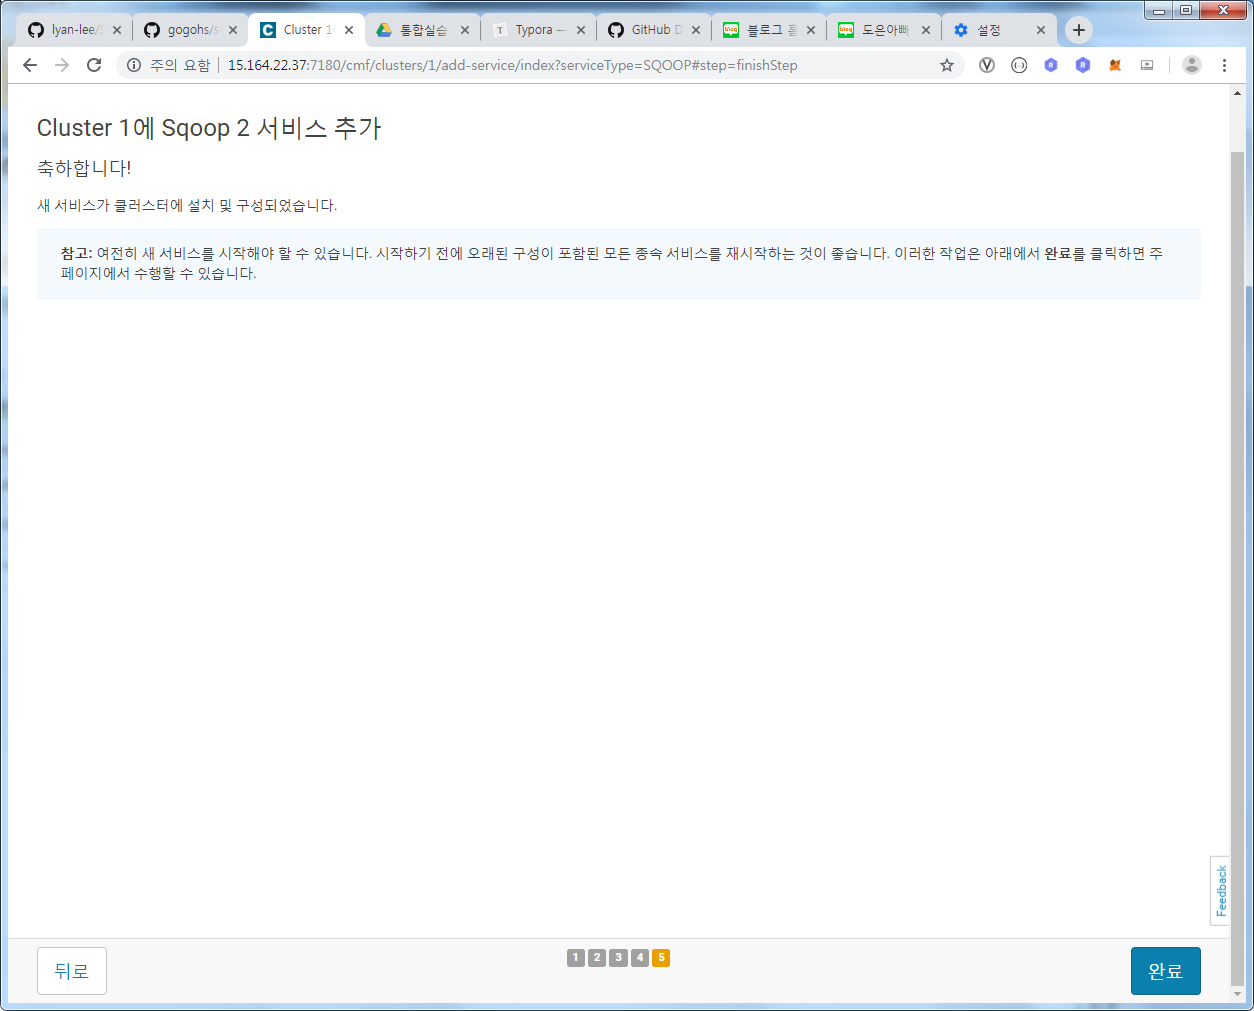 lyan-lee/
gogohs/s
Cluster 1
통합실습
Typora —
GitHub D
블로그 홈
도은아빠
설정
주의 요함
15.164.22.37:7180/cmf/clusters/1/add-service/index?serviceType=SQOOP#step=finishStep
Cluster 1에 Sqoop 2 서비스 추가
축하합니다!
새 서비스가 클러스터에 설치 및 구성되었습니다.
참고: 여전히 새 서비스를 시작해야 할 수 있습니다. 시작하기 전에 오래된 구성이 포함된 모든 종속 서비스를 재시작하는 것이 좋습니다. 이러한 작업은 아래에서 완료를 클릭하면 주
페이지에서 수행할 수 있습니다.
Feedback
뒤로
1 2 3 4 5
완료